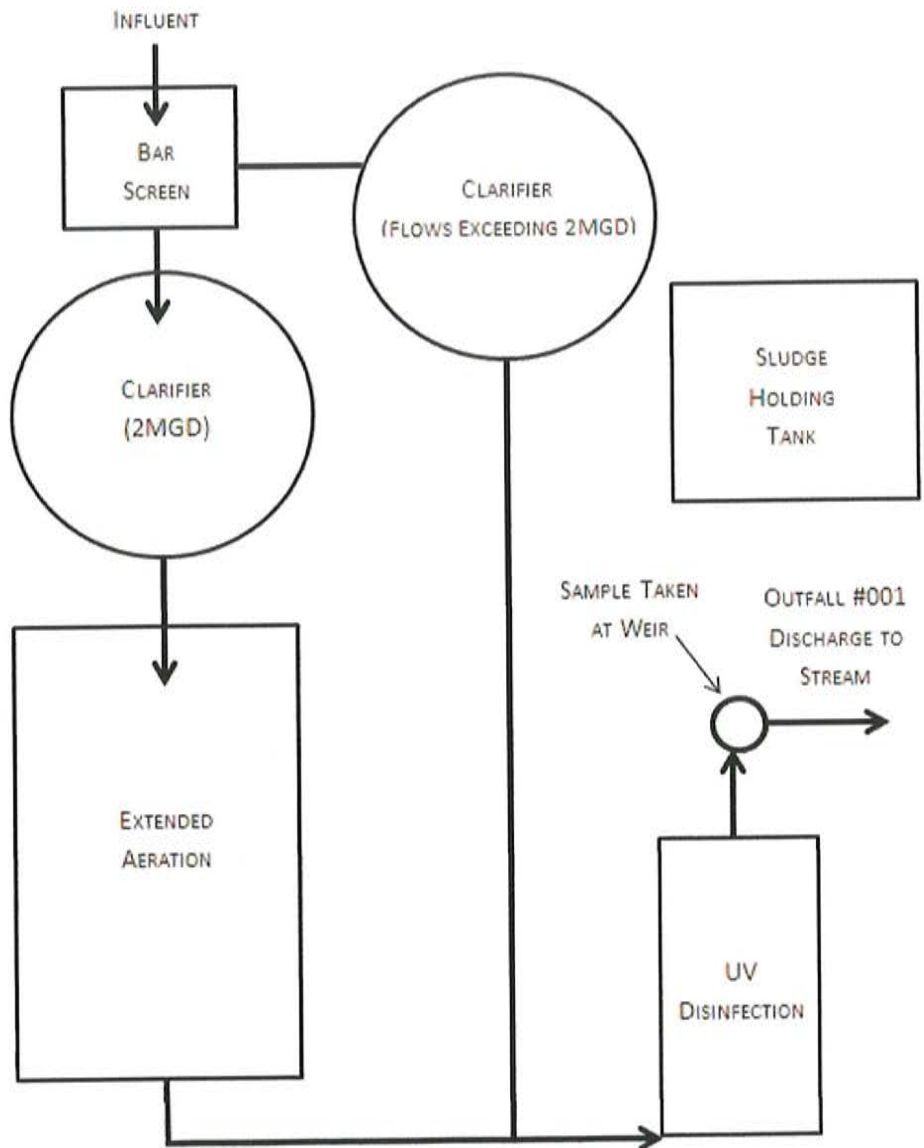 INFLUENT
BAR
SCREEN
CLARIFIER
(FLOWS EXCEEDING 2MGD)
CLARIFIER
(2MGD)
SLUDGE
HOLDING
TANK
SAMPLE TAKEN
AT WEIR
OUTFALL #001
DISCHARGE TO
STREAM
EXTENDED
AERATION
UV
DISINFECTION